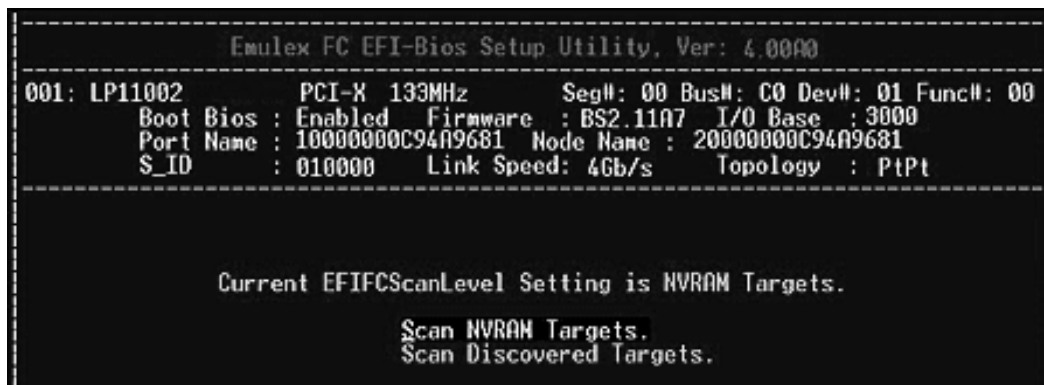 Emulex FC EFI-Bios Setup Utility, Ver: 4.00A0
001: LP11002 PCI-X 133MHz Seg#: 00 Bus#: C0 Dev#: 01 Func#: 00
Boot Bios : Enabled Firmware : BS2.11A7 I/O Base : 3000
Port Name : 10000000C94A9681 Node Name : 20000000C94A9681
S_ID : 010000 Link Speed: 4Gb/s Topology : PtPt
Current EFIFCScanLevel Setting is NVRAM Targets.
Scan NVRAM Targets.
Scan Discovered Targets.